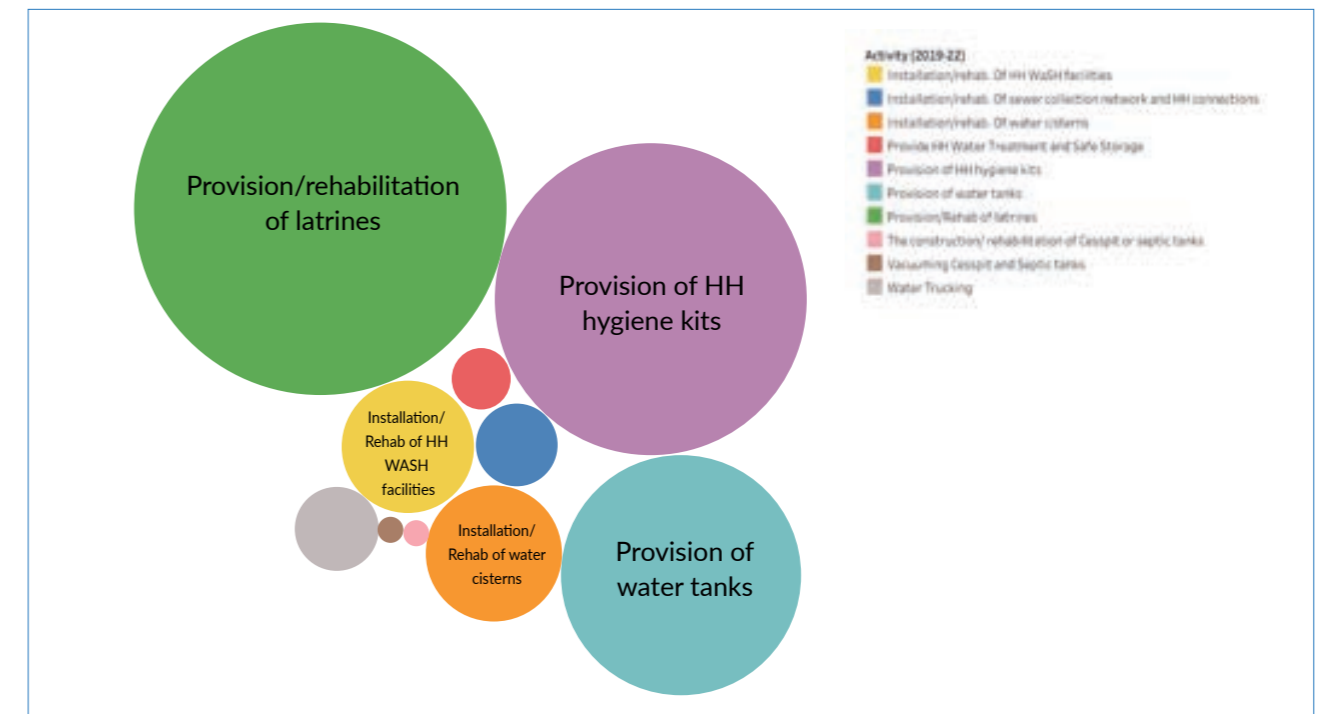 Provision/rehabilitation
of latrines
Provision of HH
hygiene kits
Installation/
Rehab of HH
WASH
facilities
Installation/
Rehab of water
cisterns
Provision of
water tanks
Activity (2019-22)
Installation/rehab. Of HH WaSH facilities
Installation/rehab. Of sewer collection network and HH connections
Installation/rehab. Of water cisterns
Provide HH Water Treatment and Safe Storage
Provision of HH hygiene kits
Provision of water tanks
Provision/Rehab of latrines
The construction/ rehabilitation of Cesspit or septic tanks
Vacuuming Cesspit and Septic tanks
Water Trucking